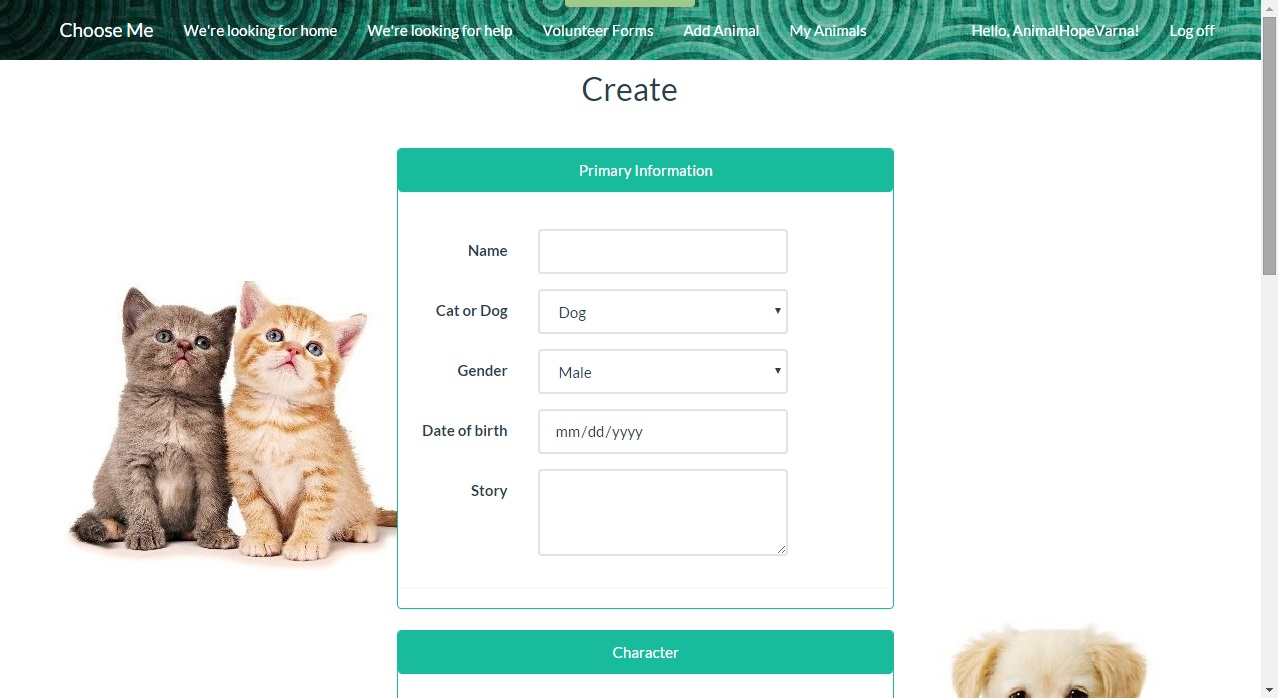 Choose Me We're looking for home We're looking for help Volunteer Forms Add Animal My Animals Hello, AnimalHopeVarna! Log off
Create
Primary Information
Name
Cat or Dog Dog
Gender Male
Date of birth mm/dd/yyyy
Story
Character